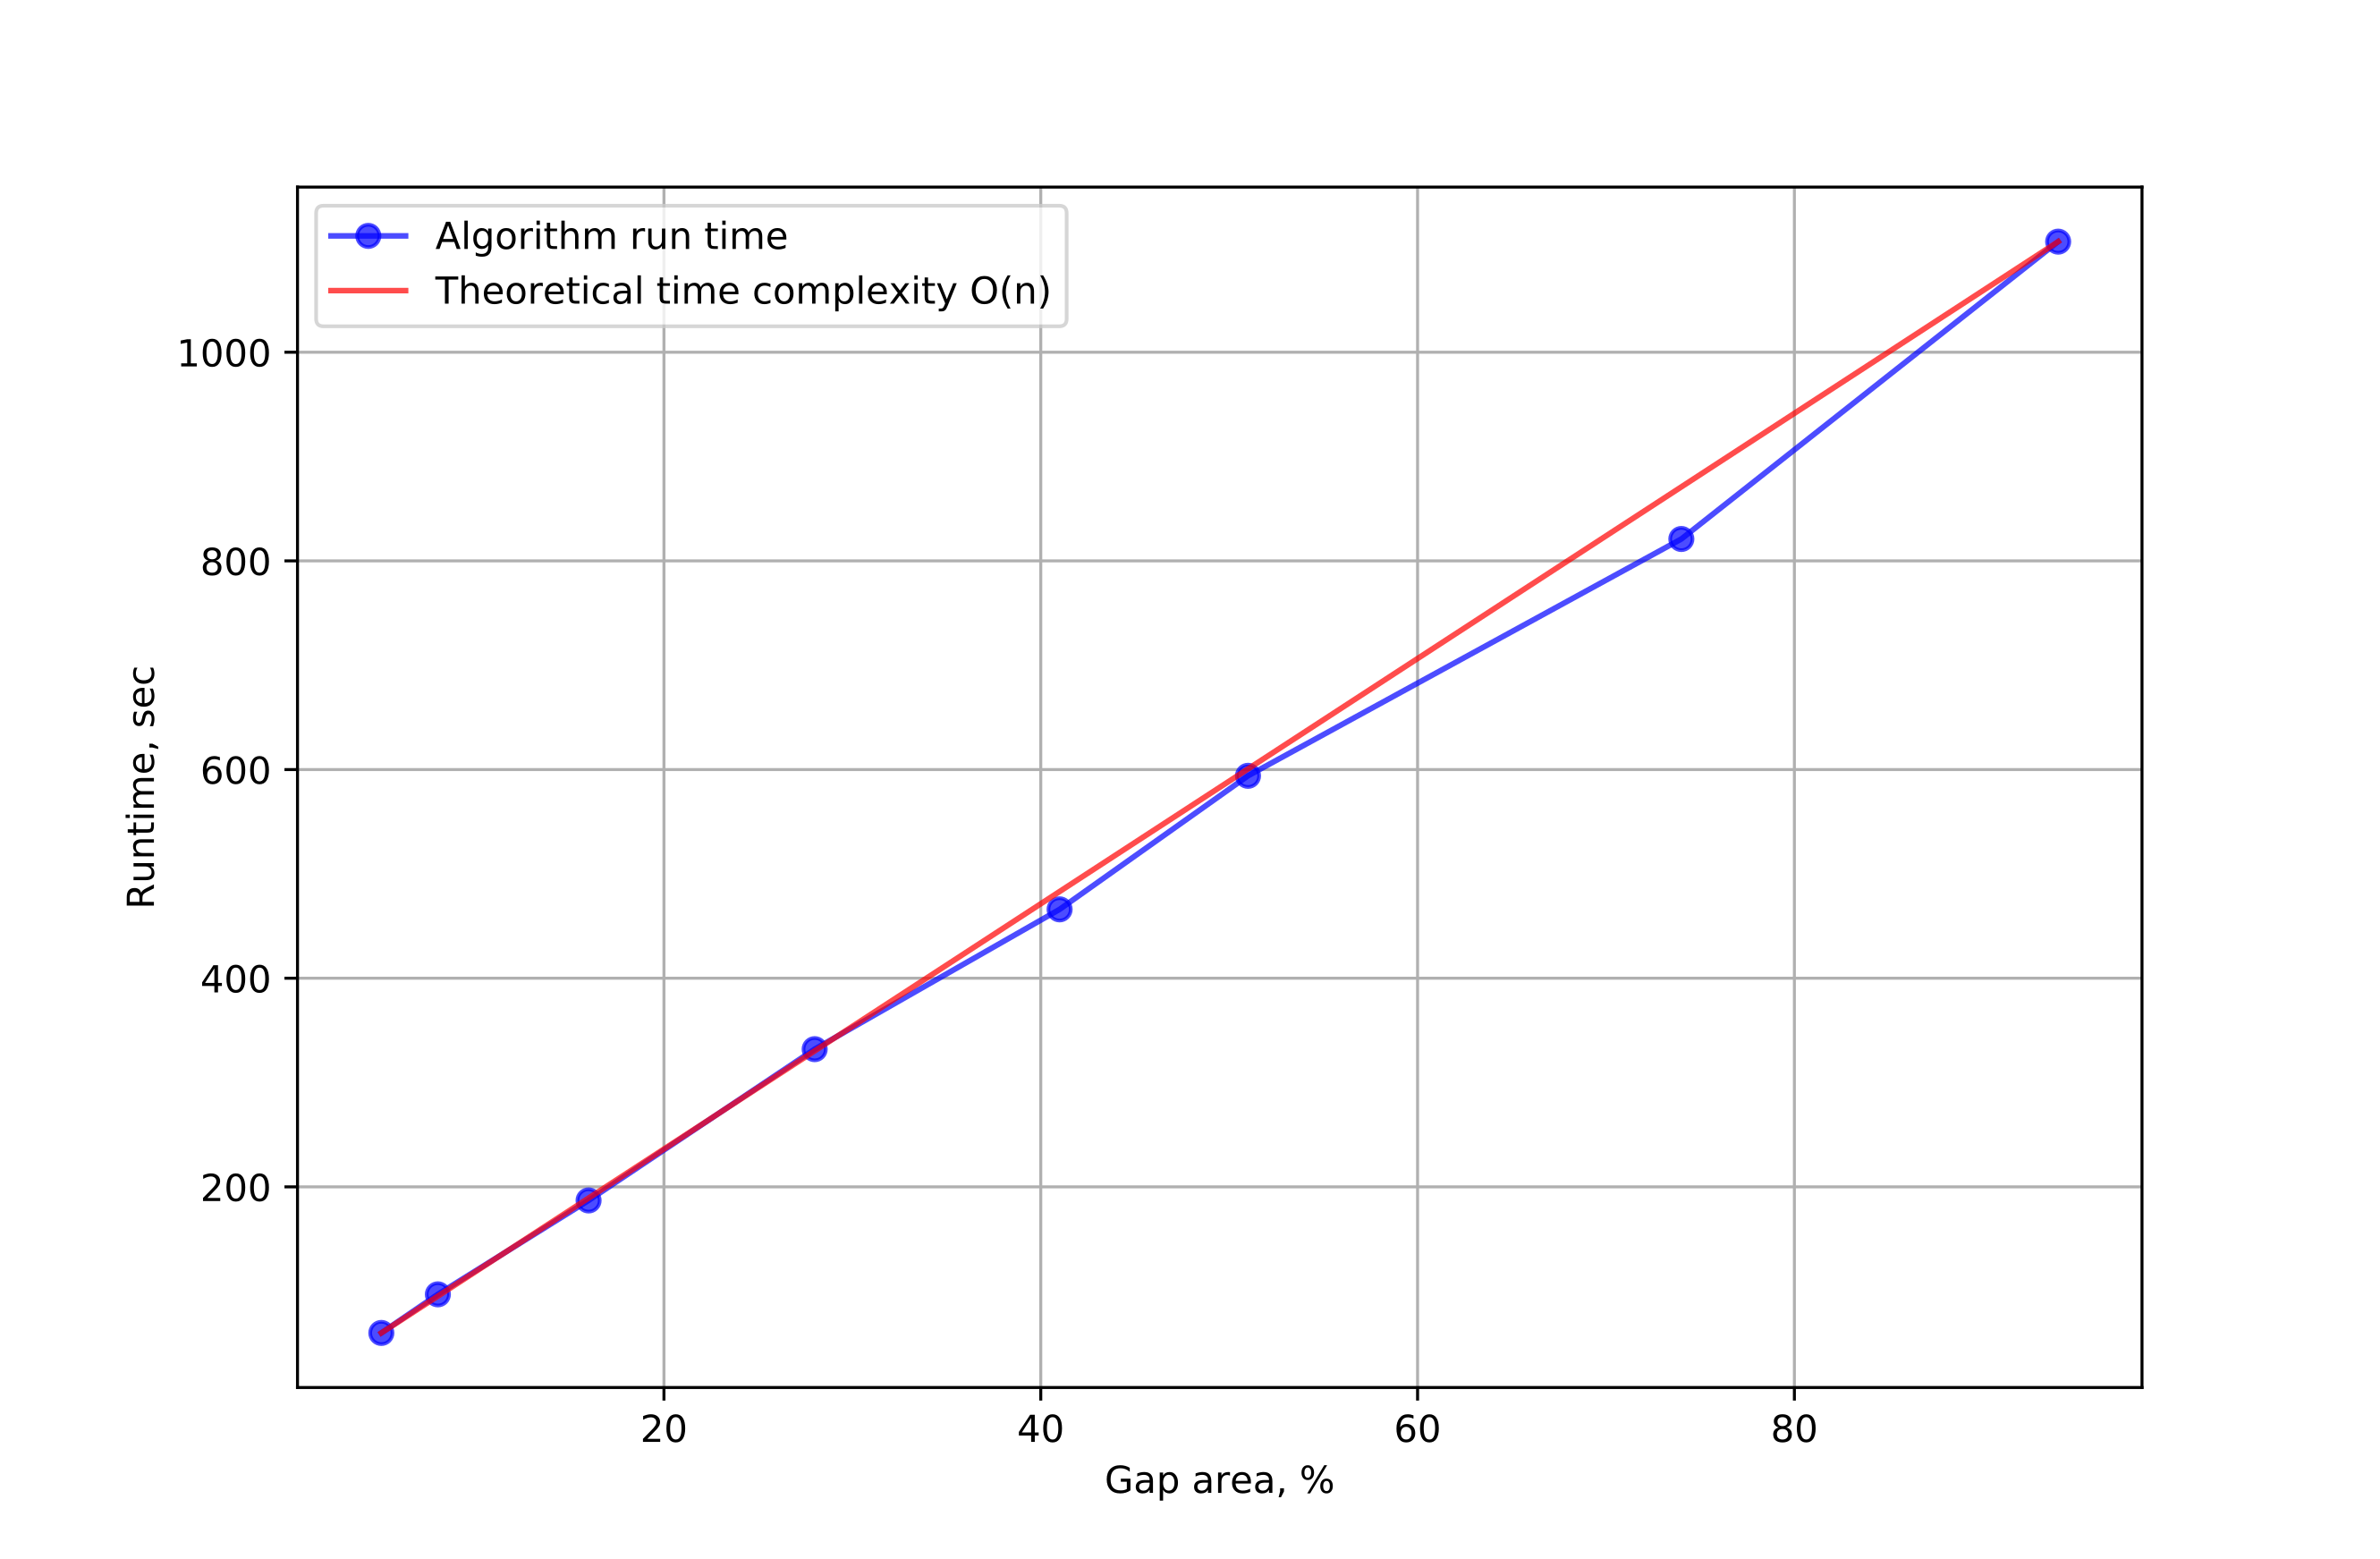 Algorithm run time
Theoretical time complexity O(n)
1000
800
600
400
200
Runtime, sec
20 40 60 80
Gap area, %